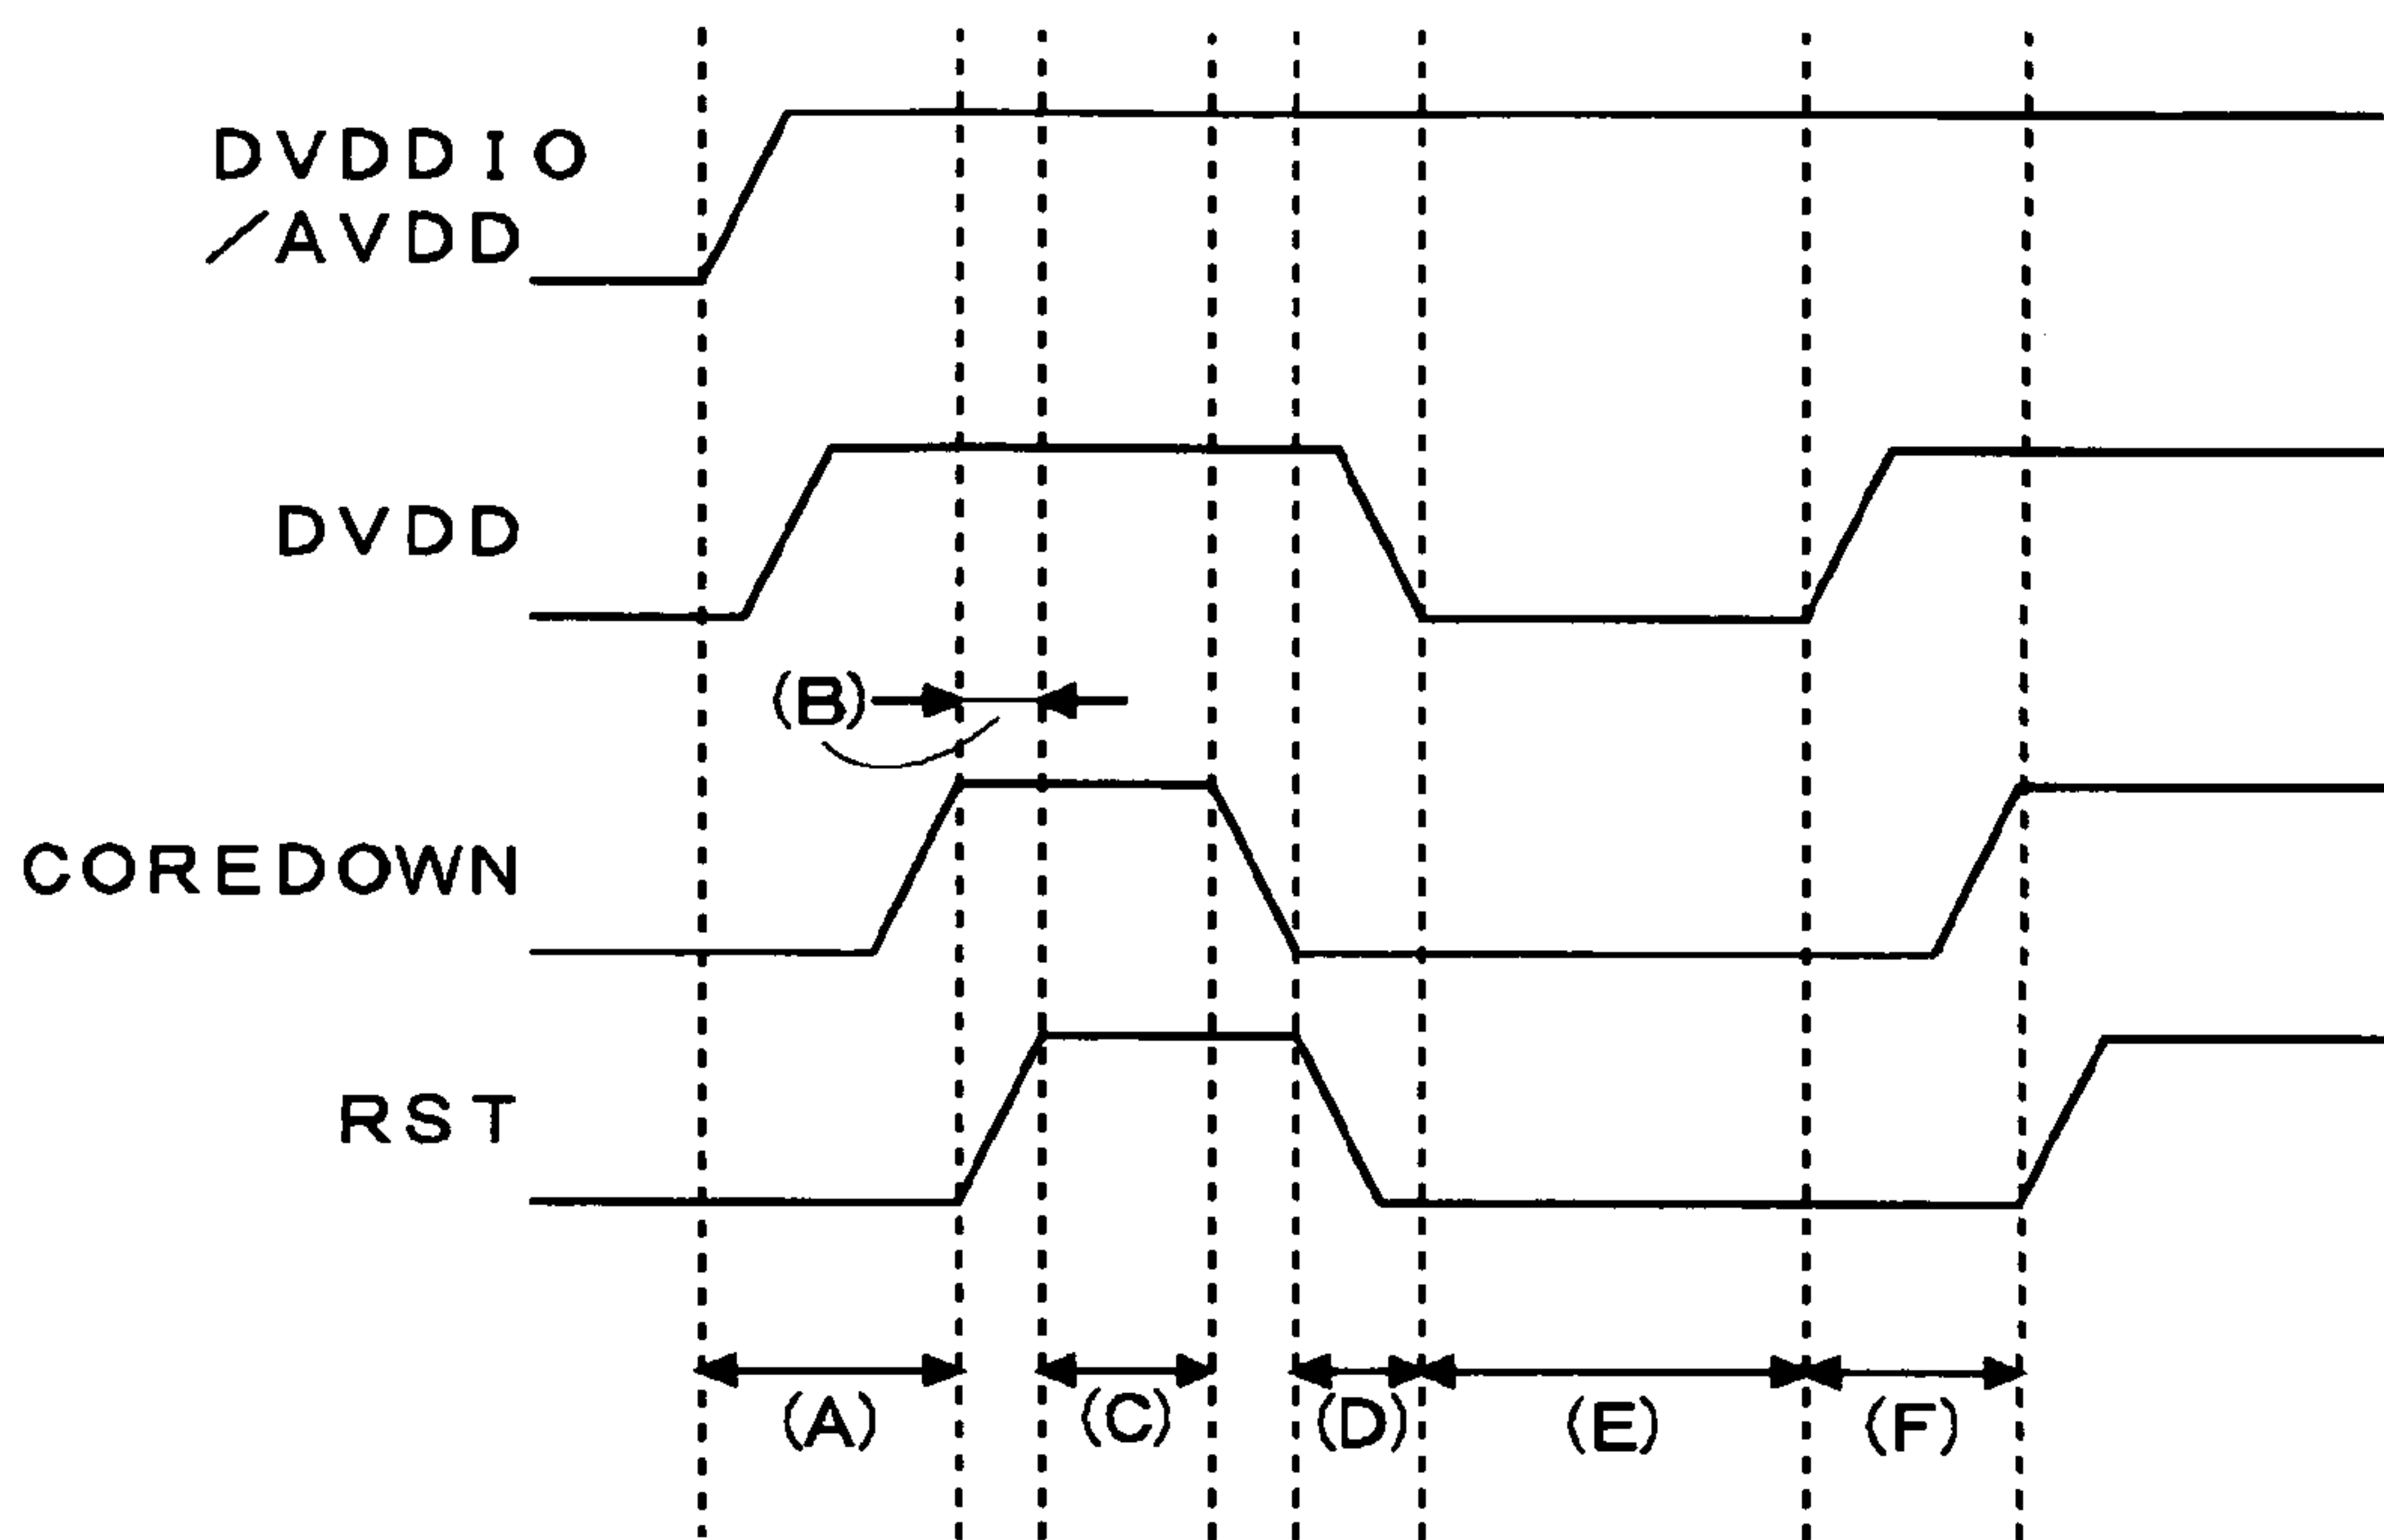 DVDDIO
/AVDD
DVDD
(B)
COREDOWN
RST
(A)
(C)
(D)
(E)
(F)